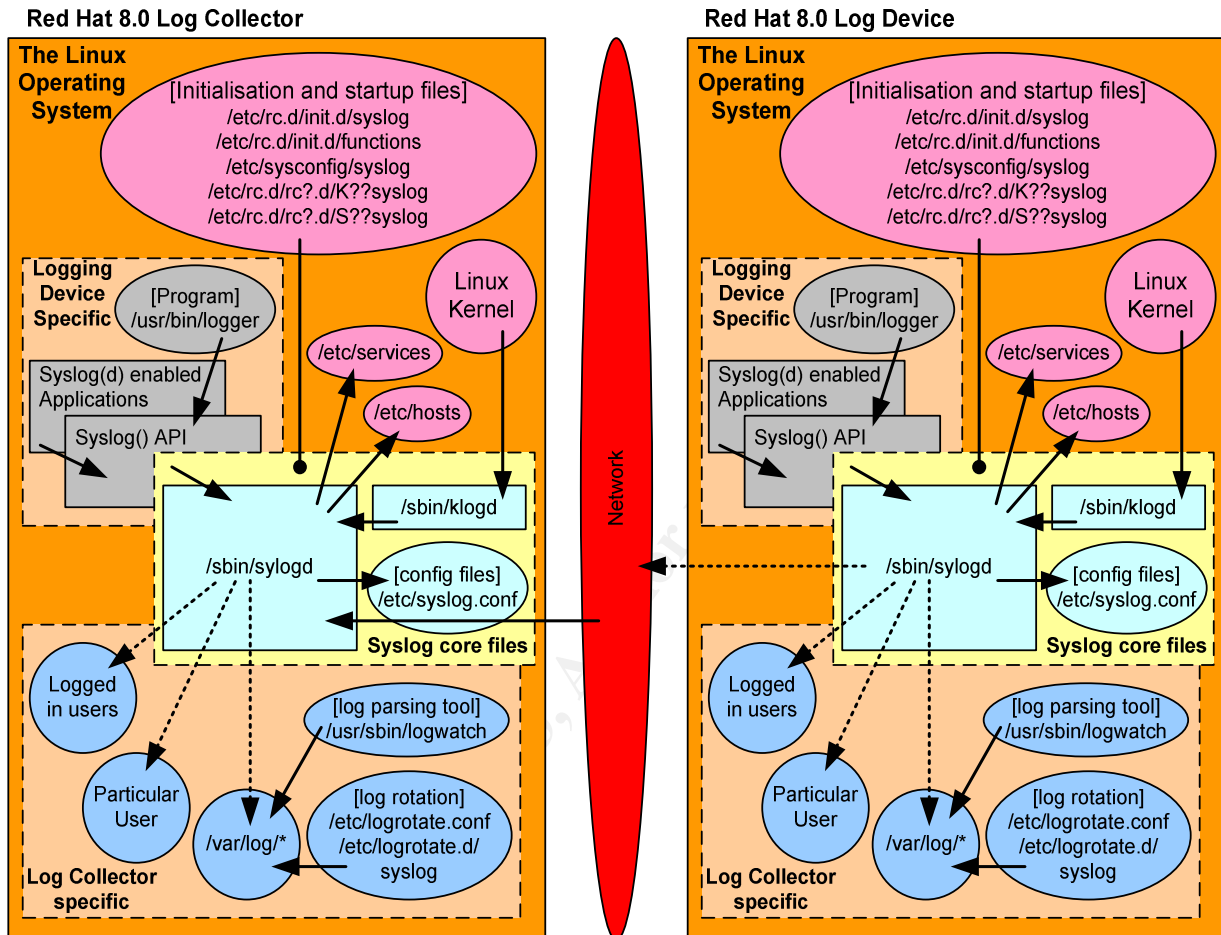 Red Hat 8.0 Log Collector
The Linux
Operating
System
[Initialisation and startup files]
/etc/rc.d/init.d/syslog
/etc/rc.d/init.d/functions
/etc/sysconfig/syslog
/etc/rc.d/rc?.d/K??syslog
/etc/rc.d/rc?.d/S??syslog
Logging
Device
Specific
[Program]
/usr/bin/logger
Linux
Kernel
/etc/services
/etc/hosts
Syslog(d) enabled
Applications
Syslog() API
/sbin/klogd
/sbin/sylogd
[config files]
/etc/syslog.conf
Syslog core files
Logged
in users
Particular
User
/var/log/*
[log parsing tool]
/usr/sbin/logwatch
[log rotation]
/etc/logrotate.conf
/etc/logrotate.d/
syslog
Log Collector
specific
Network
Red Hat 8.0 Log Device
The Linux
Operating
System
[Initialisation and startup files]
/etc/rc.d/init.d/syslog
/etc/rc.d/init.d/functions
/etc/sysconfig/syslog
/etc/rc.d/rc?.d/K??syslog
/etc/rc.d/rc?.d/S??syslog
Logging
Device
Specific
[Program]
/usr/bin/logger
Linux
Kernel
/etc/services
/etc/hosts
Syslog(d) enabled
Applications
Syslog() API
/sbin/klogd
/sbin/sylogd
[config files]
/etc/syslog.conf
Syslog core files
Logged
in users
Particular
User
/var/log/*
[log parsing tool]
/usr/sbin/logwatch
[log rotation]
/etc/logrotate.conf
/etc/logrotate.d/
syslog
Log Collector
specific